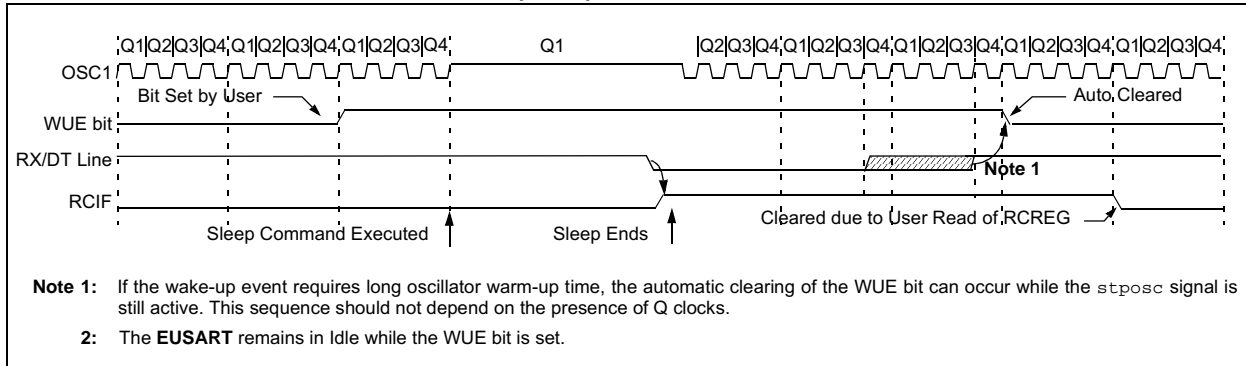 Q1|Q2|Q3|Q4 Q1|Q2|Q3|Q4 Q1|Q2|Q3|Q4 Q1 |Q2|Q3|Q4 Q1|Q2|Q3|Q4 Q1|Q2|Q3|Q4 Q1|Q2|Q3|Q4 Q1|Q2|Q3|Q4
OSC1
Bit Set by User
Auto Cleared
WUE bit
RX/DT Line
Note 1
RCIF
Cleared due to User Read of RCREG
Sleep Command Executed
Sleep Ends
Note 1: If the wake-up event requires long oscillator warm-up time, the automatic clearing of the WUE bit can occur while the stposc signal is
still active. This sequence should not depend on the presence of Q clocks.
2: The EUSART remains in Idle while the WUE bit is set.